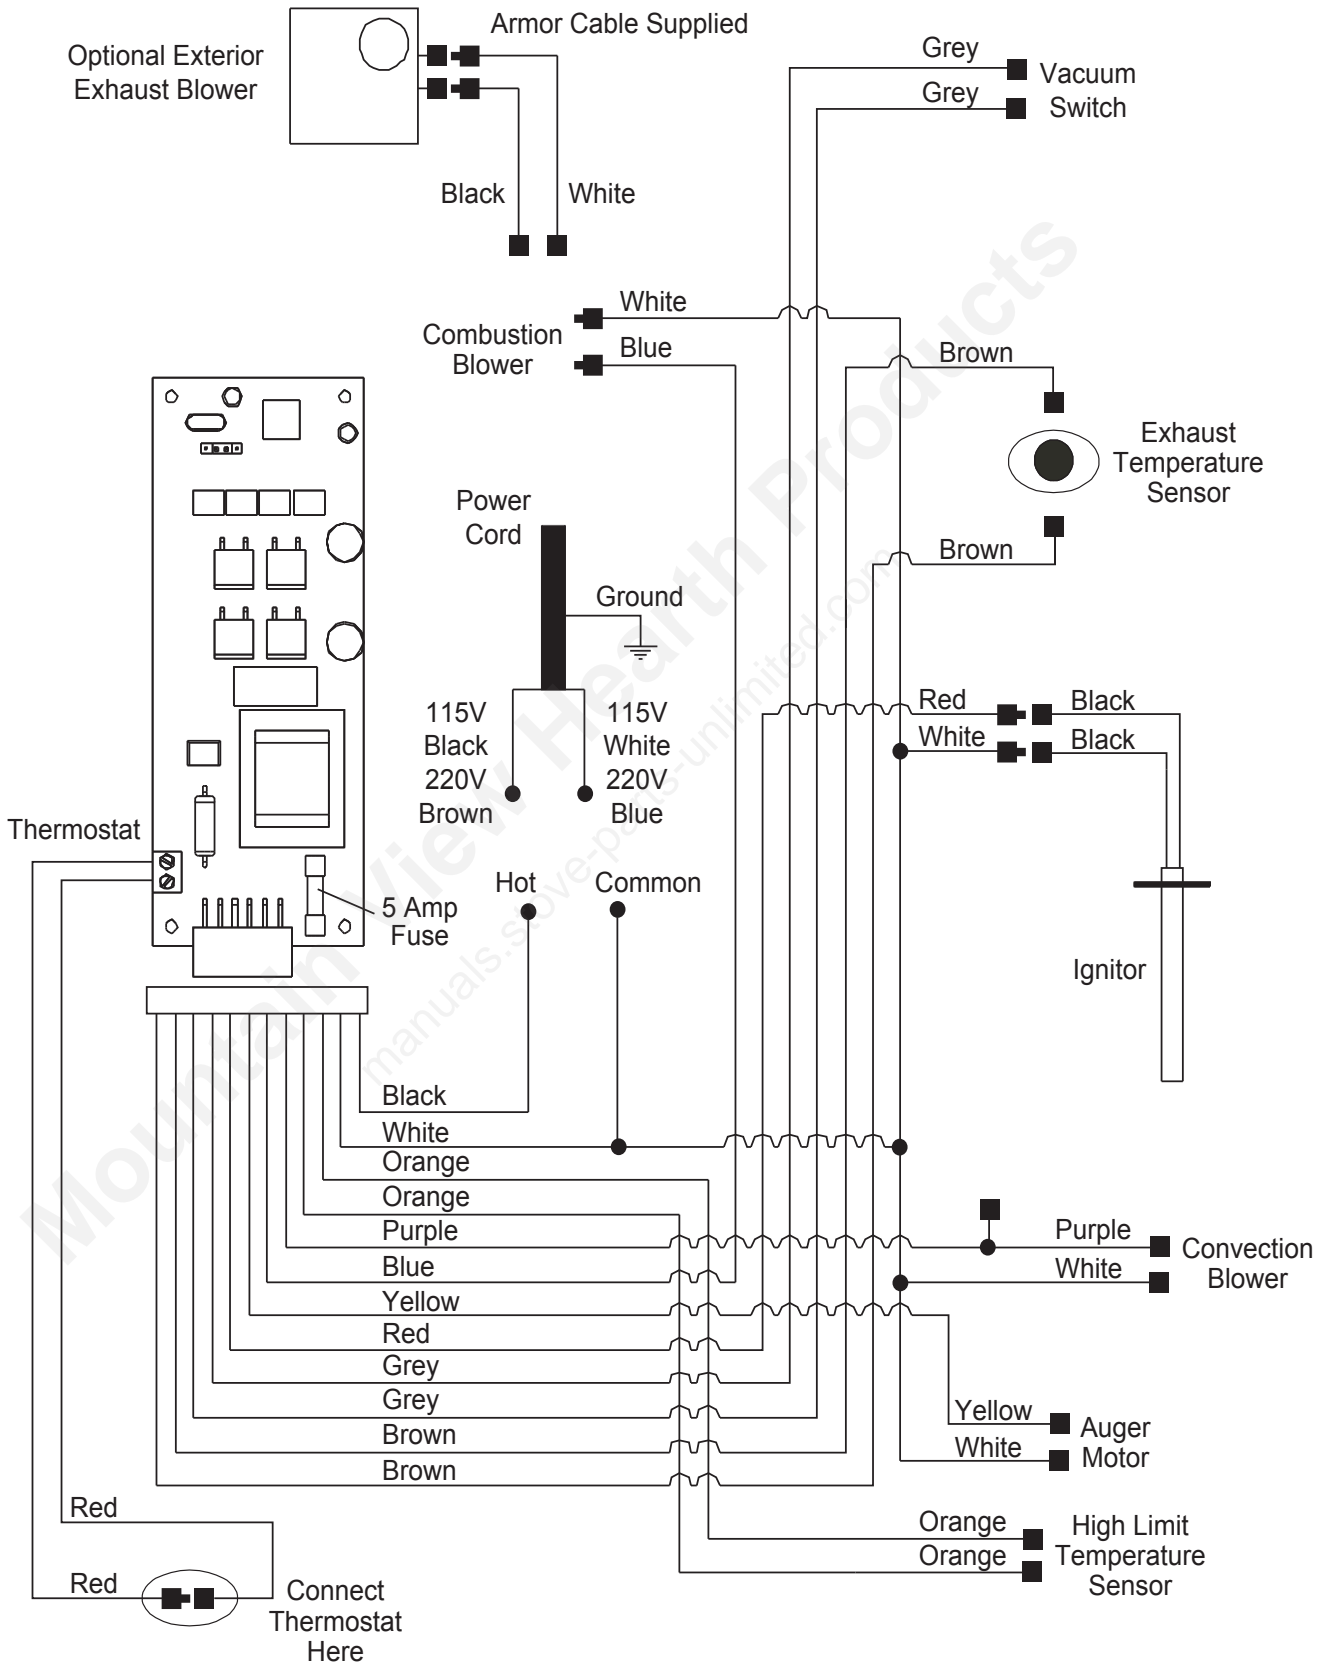 Armor Cable Supplied
Optional Exterior
Exhaust Blower
Black
White
Grey
Vacuum
Grey
Switch
White
Combustion
Blower
Blue
Brown
Exhaust
Temperature
Sensor
Brown
Power
Cord
Ground
115V
Black
220V
Brown
115V
White
220V
Blue
Red
Black
White
Black
Ignitor
Thermostat
5 Amp
Fuse
Hot
Common
Black
White
Orange
Orange
Purple
Blue
Yellow
Red
Grey
Grey
Brown
Brown
Purple
White
Convection
Blower
Yellow
White
Auger
Motor
Orange
Orange
High Limit
Temperature
Sensor
Red
Red
Connect
Thermostat
Here
Mountain View Hearth Products
manuals.stove-parts-unlimited.com